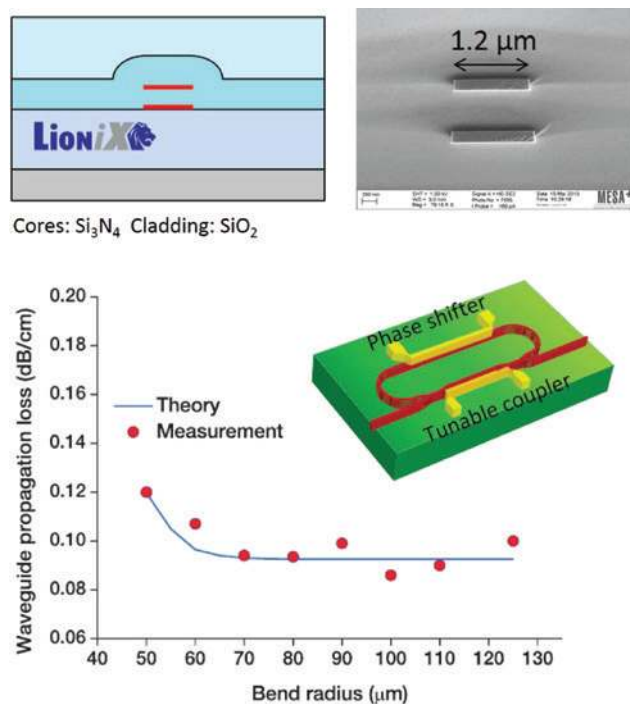 LioniX
Cores: Si3N4 Cladding: SiO2
1.2 μm
MESA+
Waveguide propagation loss (dB/cm)
0.20
0.18
0.16
0.14
0.12
0.10
0.08
0.06
Theory
Measurement
Phase shifter
Tunable coupler
40 50 60 70 80 90 100 110 120 130
Bend radius (μm)